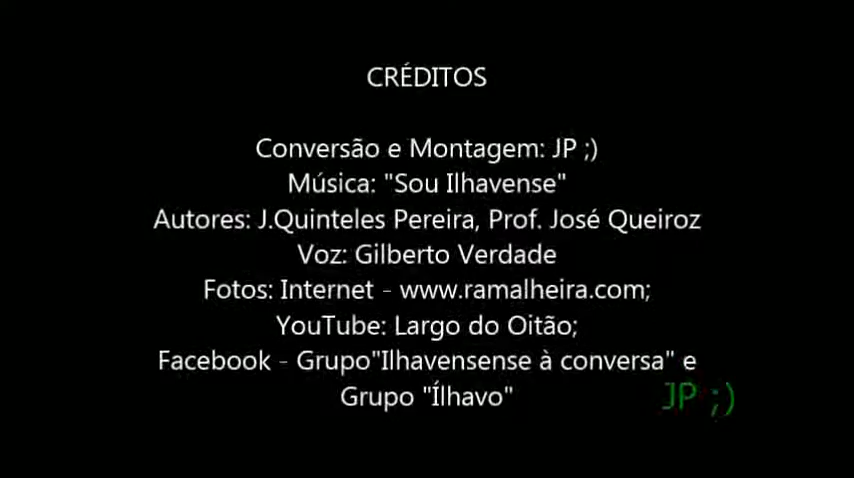 CRÉDITOS
Conversão e Montagem: JP ;)
Música: "Sou Ilhavense"
Autores: J.Quinteles Pereira, Prof. José Queiroz
Voz: Gilberto Verdade
Fotos: Internet - www.ramalheira.com;
YouTube: Largo do Oitão;
Facebook - Grupo"Ilhavensense à conversa" e
Grupo "Ílhavo"
JP ;)